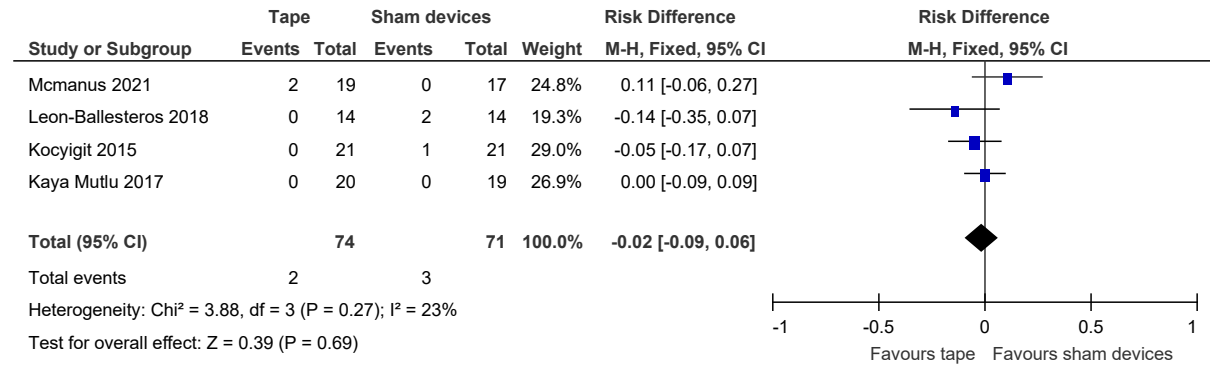 Tape Sham devices Risk Difference Risk Difference
Study or Subgroup Events Total Events Total Weight M-H, Fixed, 95% CI M-H, Fixed, 95% CI
Mcmanus 2021 2 19 0 17 24.8% 0.11 [-0.06, 0.27]
Leon-Ballesteros 2018 0 14 2 14 19.3% -0.14 [-0.35, 0.07]
Kocyigit 2015 0 21 1 21 29.0% -0.05 [-0.17, 0.07]
Kaya Mutlu 2017 0 20 0 19 26.9% 0.00 [-0.09, 0.09]
Total (95% CI) 74 71 100.0% -0.02 [-0.09, 0.06]
Total events 2 3
Heterogeneity: Chi² = 3.88, df = 3 (P = 0.27); I² = 23%
Test for overall effect: Z = 0.39 (P = 0.69)
-1 -0.5 0 0.5 1
Favours tape Favours sham devices